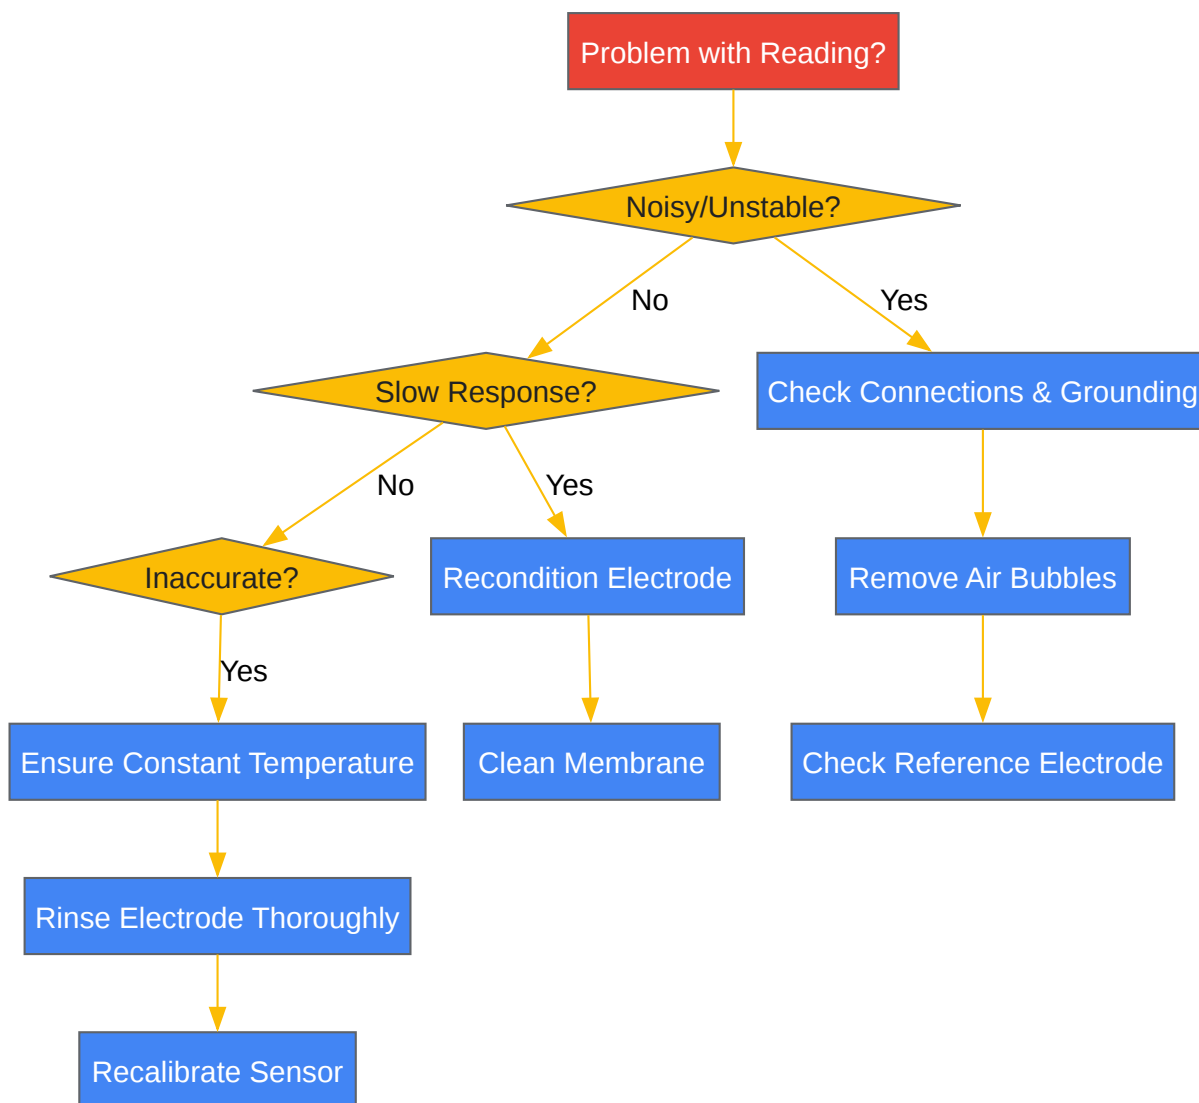 Problem with Reading?
Noisy/Unstable?
No
Yes
Slow Response?
Check Connections & Grounding
No
Yes
Inaccurate?
Recondition Electrode
Remove Air Bubbles
Yes
Ensure Constant Temperature
Clean Membrane
Check Reference Electrode
Rinse Electrode Thoroughly
Recalibrate Sensor